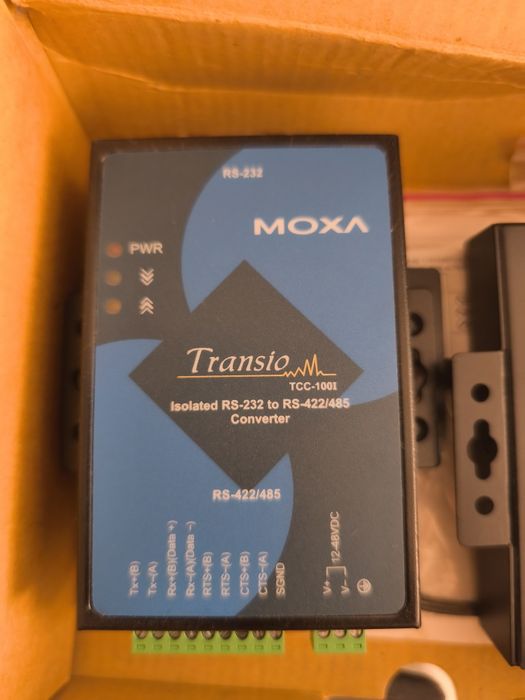 RS-232
MOXA
PWR
Transio
TCC-100I
Isolated RS-232 to RS-422/485
Converter
RS-422/485
Tx+(B)
Tx-(A)
Rx+(B)(Data +)
Rx-(A)(Data -)
RTS+(B)
RTS-(A)
CTS+(B)
CTS-(A)
SGND
V+
V-
12-48VDC